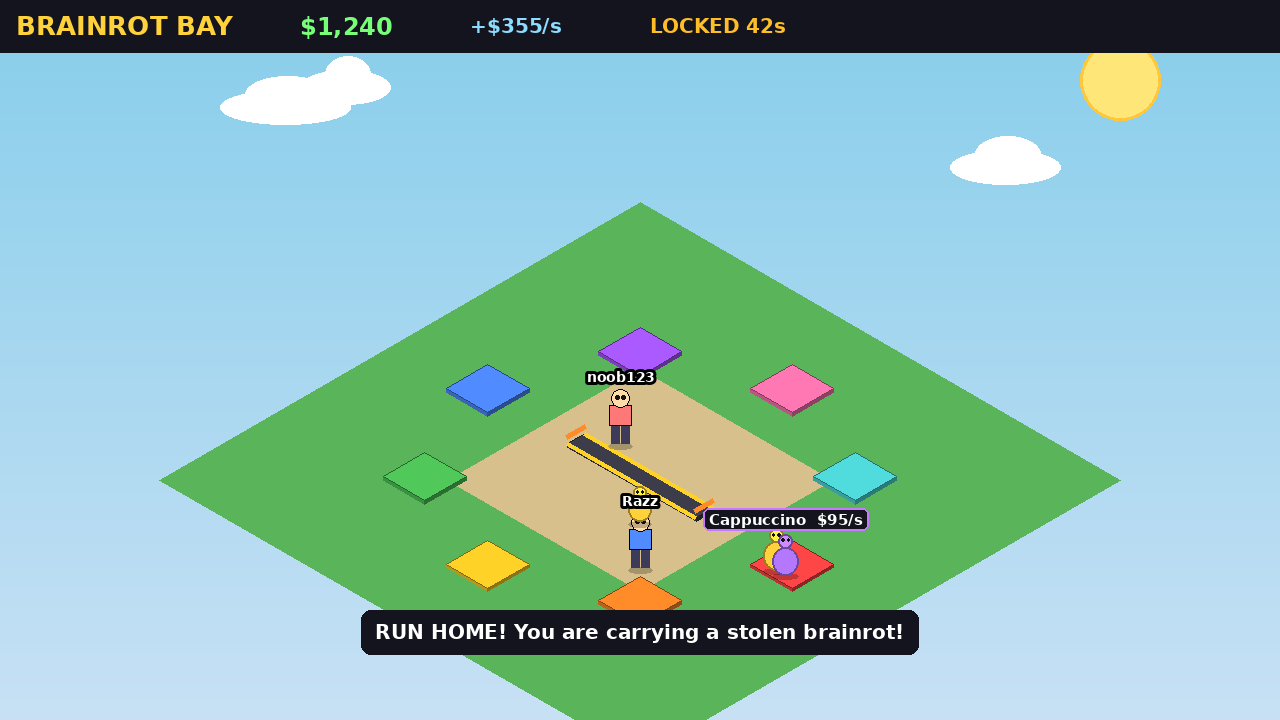 BRAINROT BAY $1,240 +$355/s LOCKED 42s
noob123
Razz
Cappuccino $95/s
RUN HOME! You are carrying a stolen brainrot!